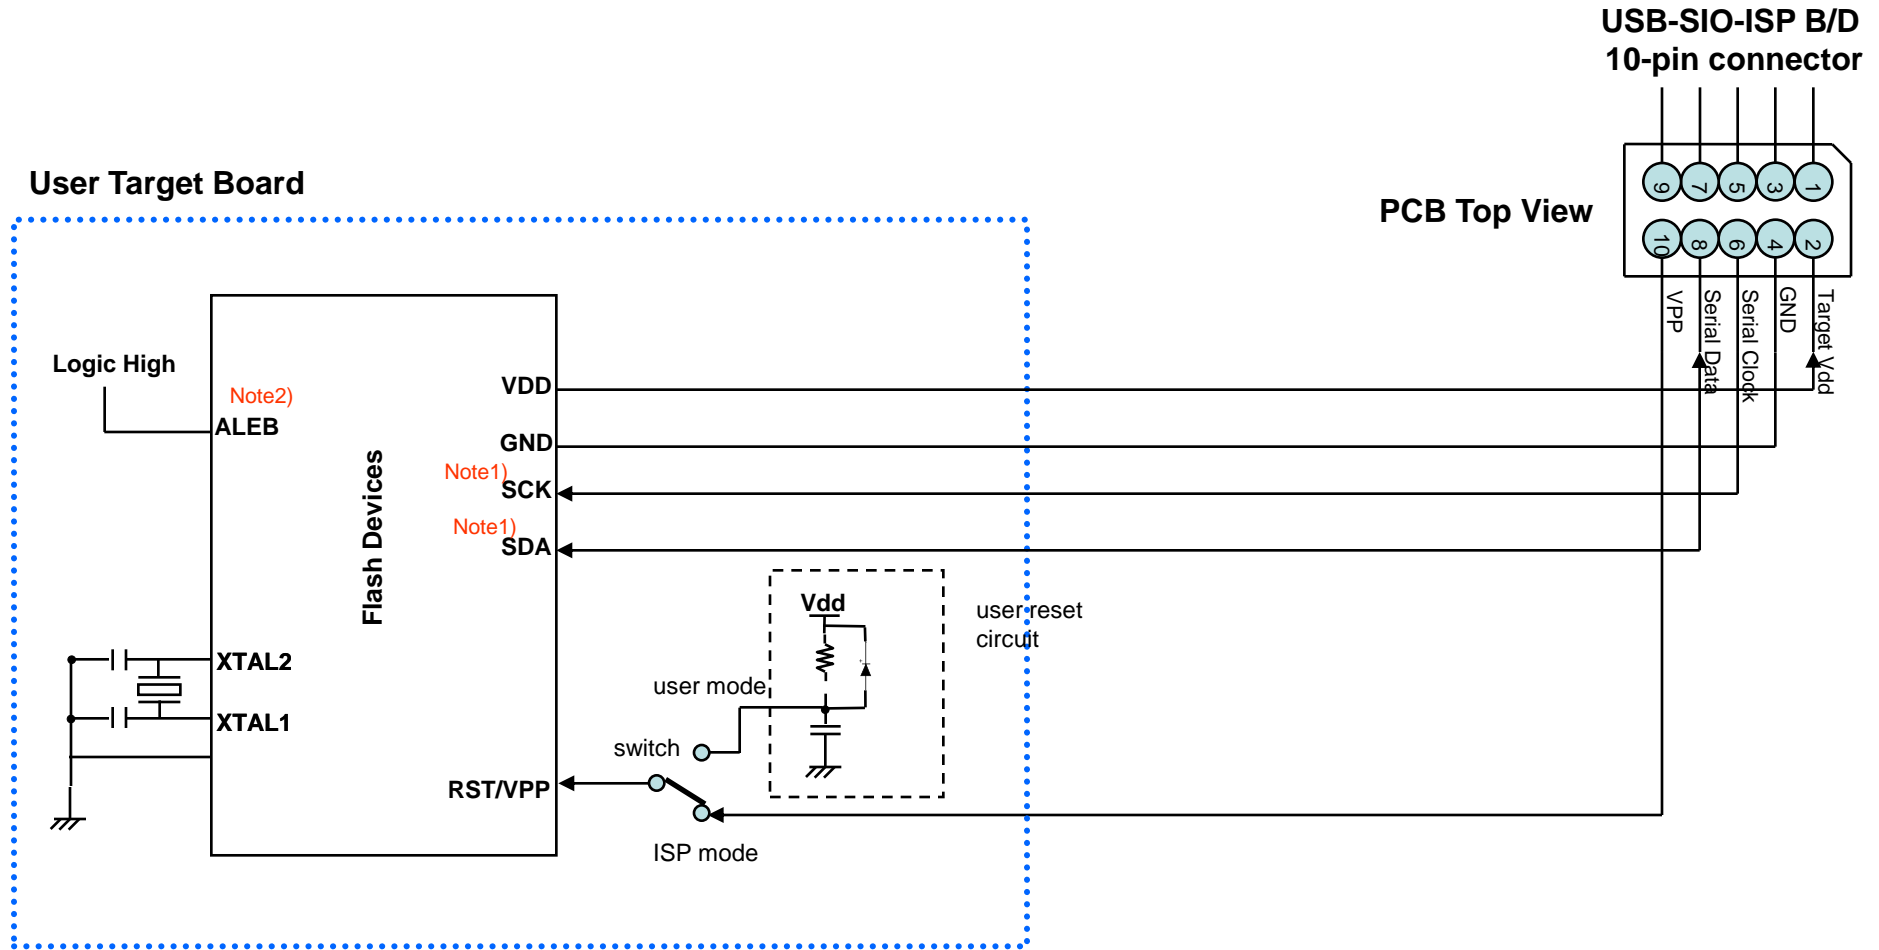 USB-SIO-ISP B/D
10-pin connector
User Target Board
PCB Top View
9
7
5
3
1
10
8
6
4
2
VPP
Serial Data
Serial Clock
GND
Target Vdd
Logic High
Note2)
ALEB
VDD
GND
Note1)
SCK
Note1)
SDA
Flash Devices
Vdd
user reset
circuit
XTAL2
XTAL1
user mode
switch
RST/VPP
ISP mode